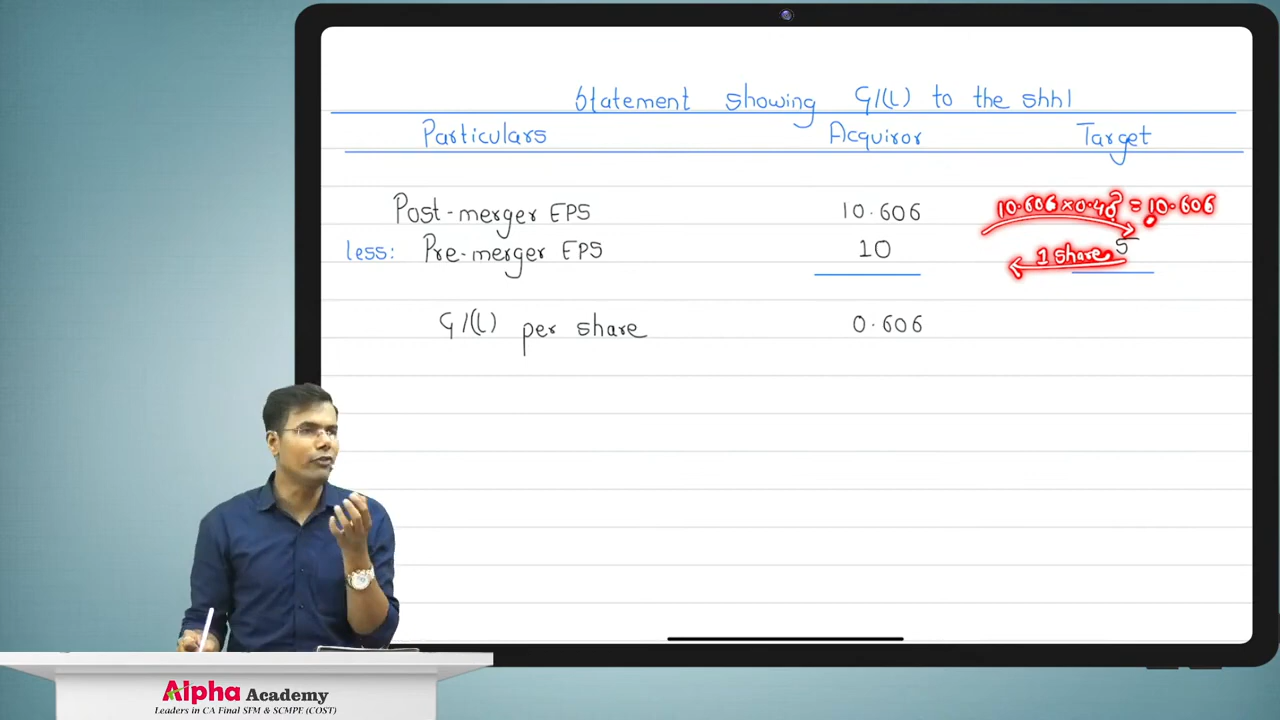 Statement showing G/(L) to the shhl
Particulars Acquiror Target
Post-merger EPS 10.606 10.606 × 0.48 = 10.606
less: Pre-merger EPS 10 5
1 share
G/(L) per share 0.606
Alpha Academy
Leaders in CA Final SFM & SCMPE (COST)